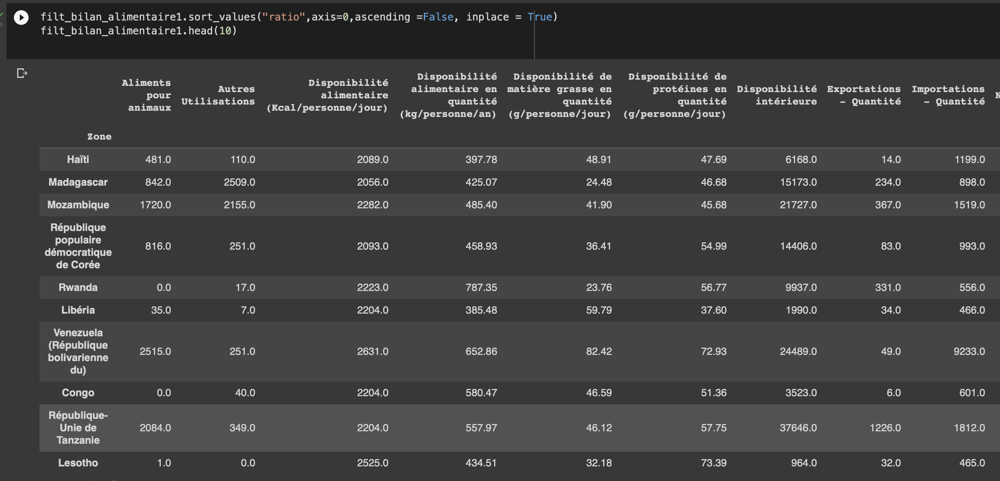 filt_bilan_alimentaire1.sort_values("ratio",axis=0,ascending =False, inplace = True)
filt_bilan_alimentaire1.head(10)
Aliments pour animaux
Autres Utilisations
Disponibilité alimentaire (Kcal/personne/jour)
Disponibilité alimentaire en quantité (kg/personne/an)
Disponibilité de matière grasse en quantité (g/personne/jour)
Disponibilité de protéines en quantité (g/personne/jour)
Disponibilité intérieure
Exportations - Quantité
Importations - Quantité
Zone
Haïti 481.0 110.0 2089.0 397.78 48.91 47.69 6168.0 14.0 1199.0
Madagascar 842.0 2509.0 2056.0 425.07 24.48 46.68 15173.0 234.0 898.0
Mozambique 1720.0 2155.0 2282.0 485.40 41.90 45.68 21727.0 367.0 1519.0
République populaire démocratique de Corée 816.0 251.0 2093.0 458.93 36.41 54.99 14406.0 83.0 993.0
Rwanda 0.0 17.0 2223.0 787.35 23.76 56.77 9937.0 331.0 556.0
Libéria 35.0 7.0 2204.0 385.48 59.79 37.60 1990.0 34.0 466.0
Venezuela (République bolivarienne du) 2515.0 251.0 2631.0 652.86 82.42 72.93 24489.0 49.0 9233.0
Congo 0.0 40.0 2204.0 580.47 46.59 51.36 3523.0 6.0 601.0
République-Unie de Tanzanie 2084.0 349.0 2204.0 557.97 46.12 57.75 37646.0 1226.0 1812.0
Lesotho 1.0 0.0 2525.0 434.51 32.18 73.39 964.0 32.0 465.0